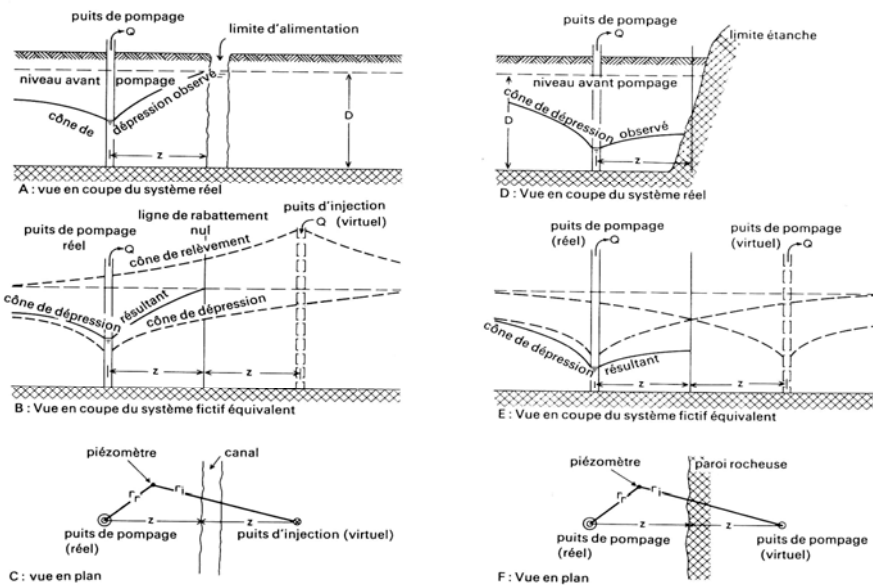 puits de pompage
Q
limite d'alimentation
niveau avant pompage
cône de dépression observé
D
z
A : vue en coupe du système réel
puits de pompage
Q
limite étanche
niveau avant pompage
cône de dépression observé
D
z
D : Vue en coupe du système réel
puits de pompage
réel
Q
ligne de rabattement
nul
puits d'injection
(virtuel)
Q
cône de relèvement
cône de dépression résultant
cône de dépression
z
z
B : Vue en coupe du système fictif équivalent
puits de pompage
(réel)
Q
puits de pompage
(virtuel)
Q
cône de dépression résultant
z
z
E : Vue en coupe du système fictif équivalent
piézomètre
canal
rr
ri
z
z
puits de pompage
(réel)
puits d'injection (virtuel)
C : vue en plan
piézomètre
paroi rocheuse
rr
ri
z
z
puits de pompage
(réel)
puits de pompage
(virtuel)
F : Vue en plan